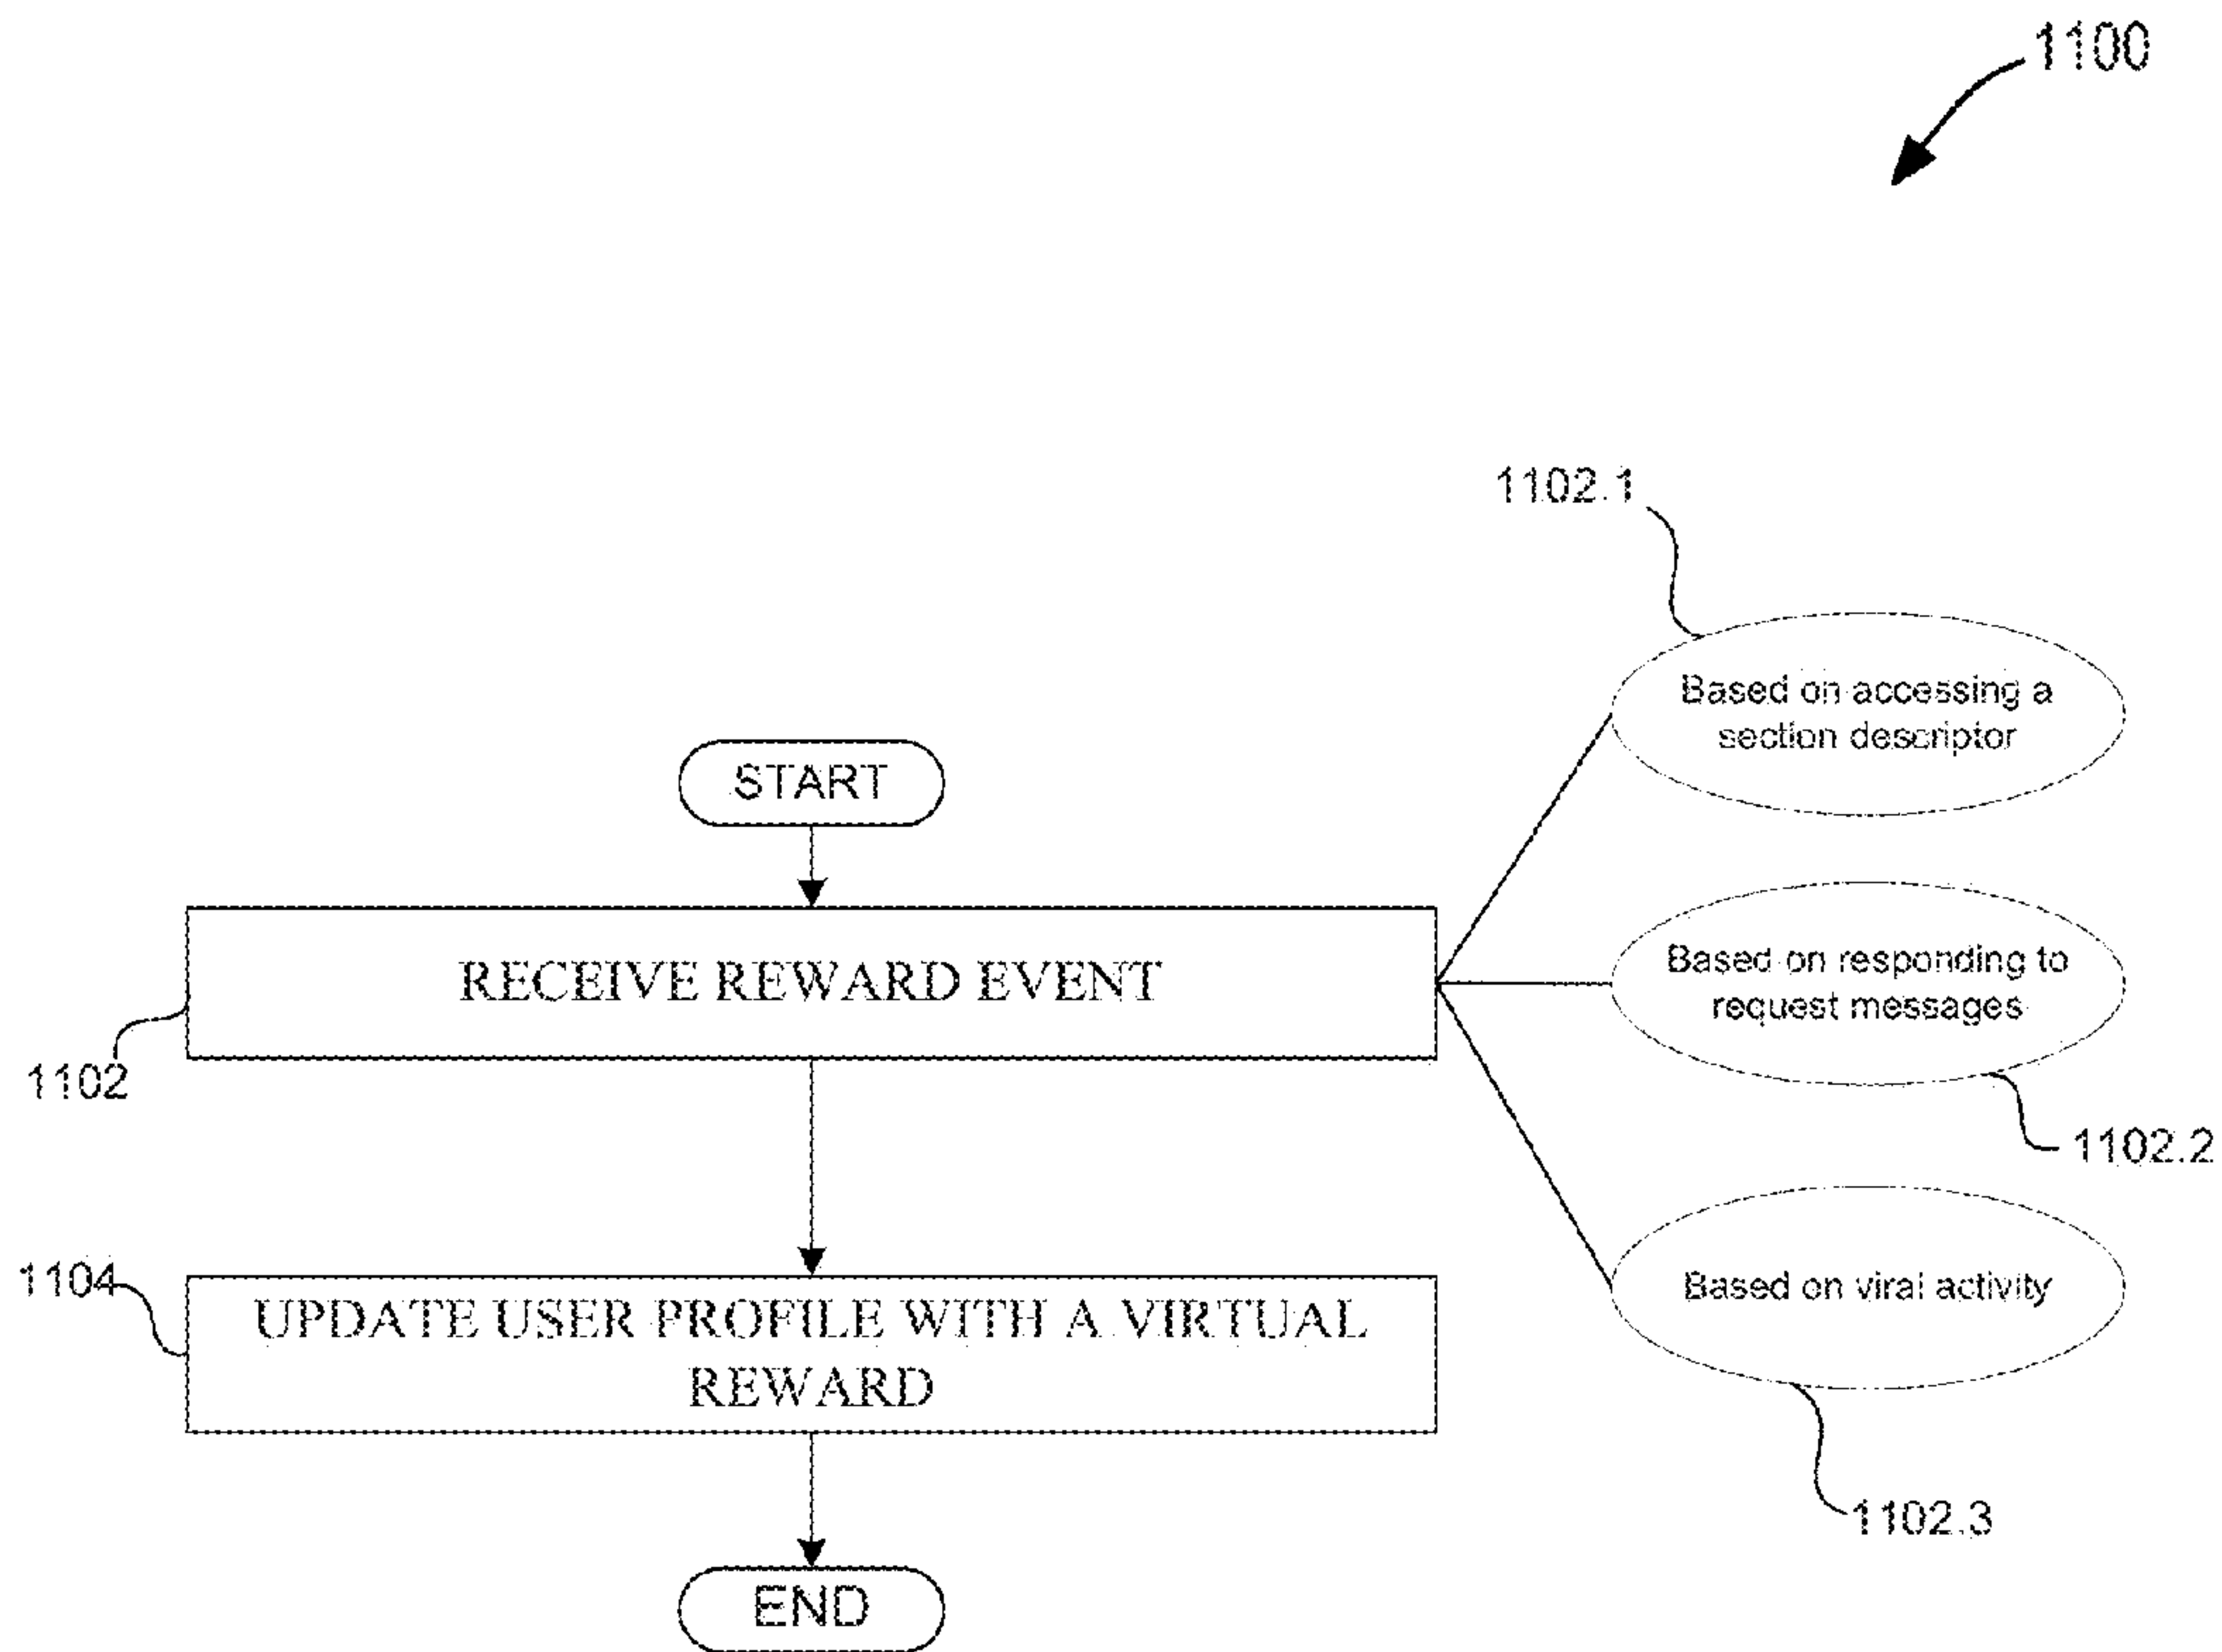 1100
1102.1
Based on accessing a
section descriptor
START
RECEIVE REWARD EVENT
Based on responding to
request messages
1102
1102.2
1104
UPDATE USER PROFILE WITH A VIRTUAL
REWARD
Based on viral activity
1102.3
END